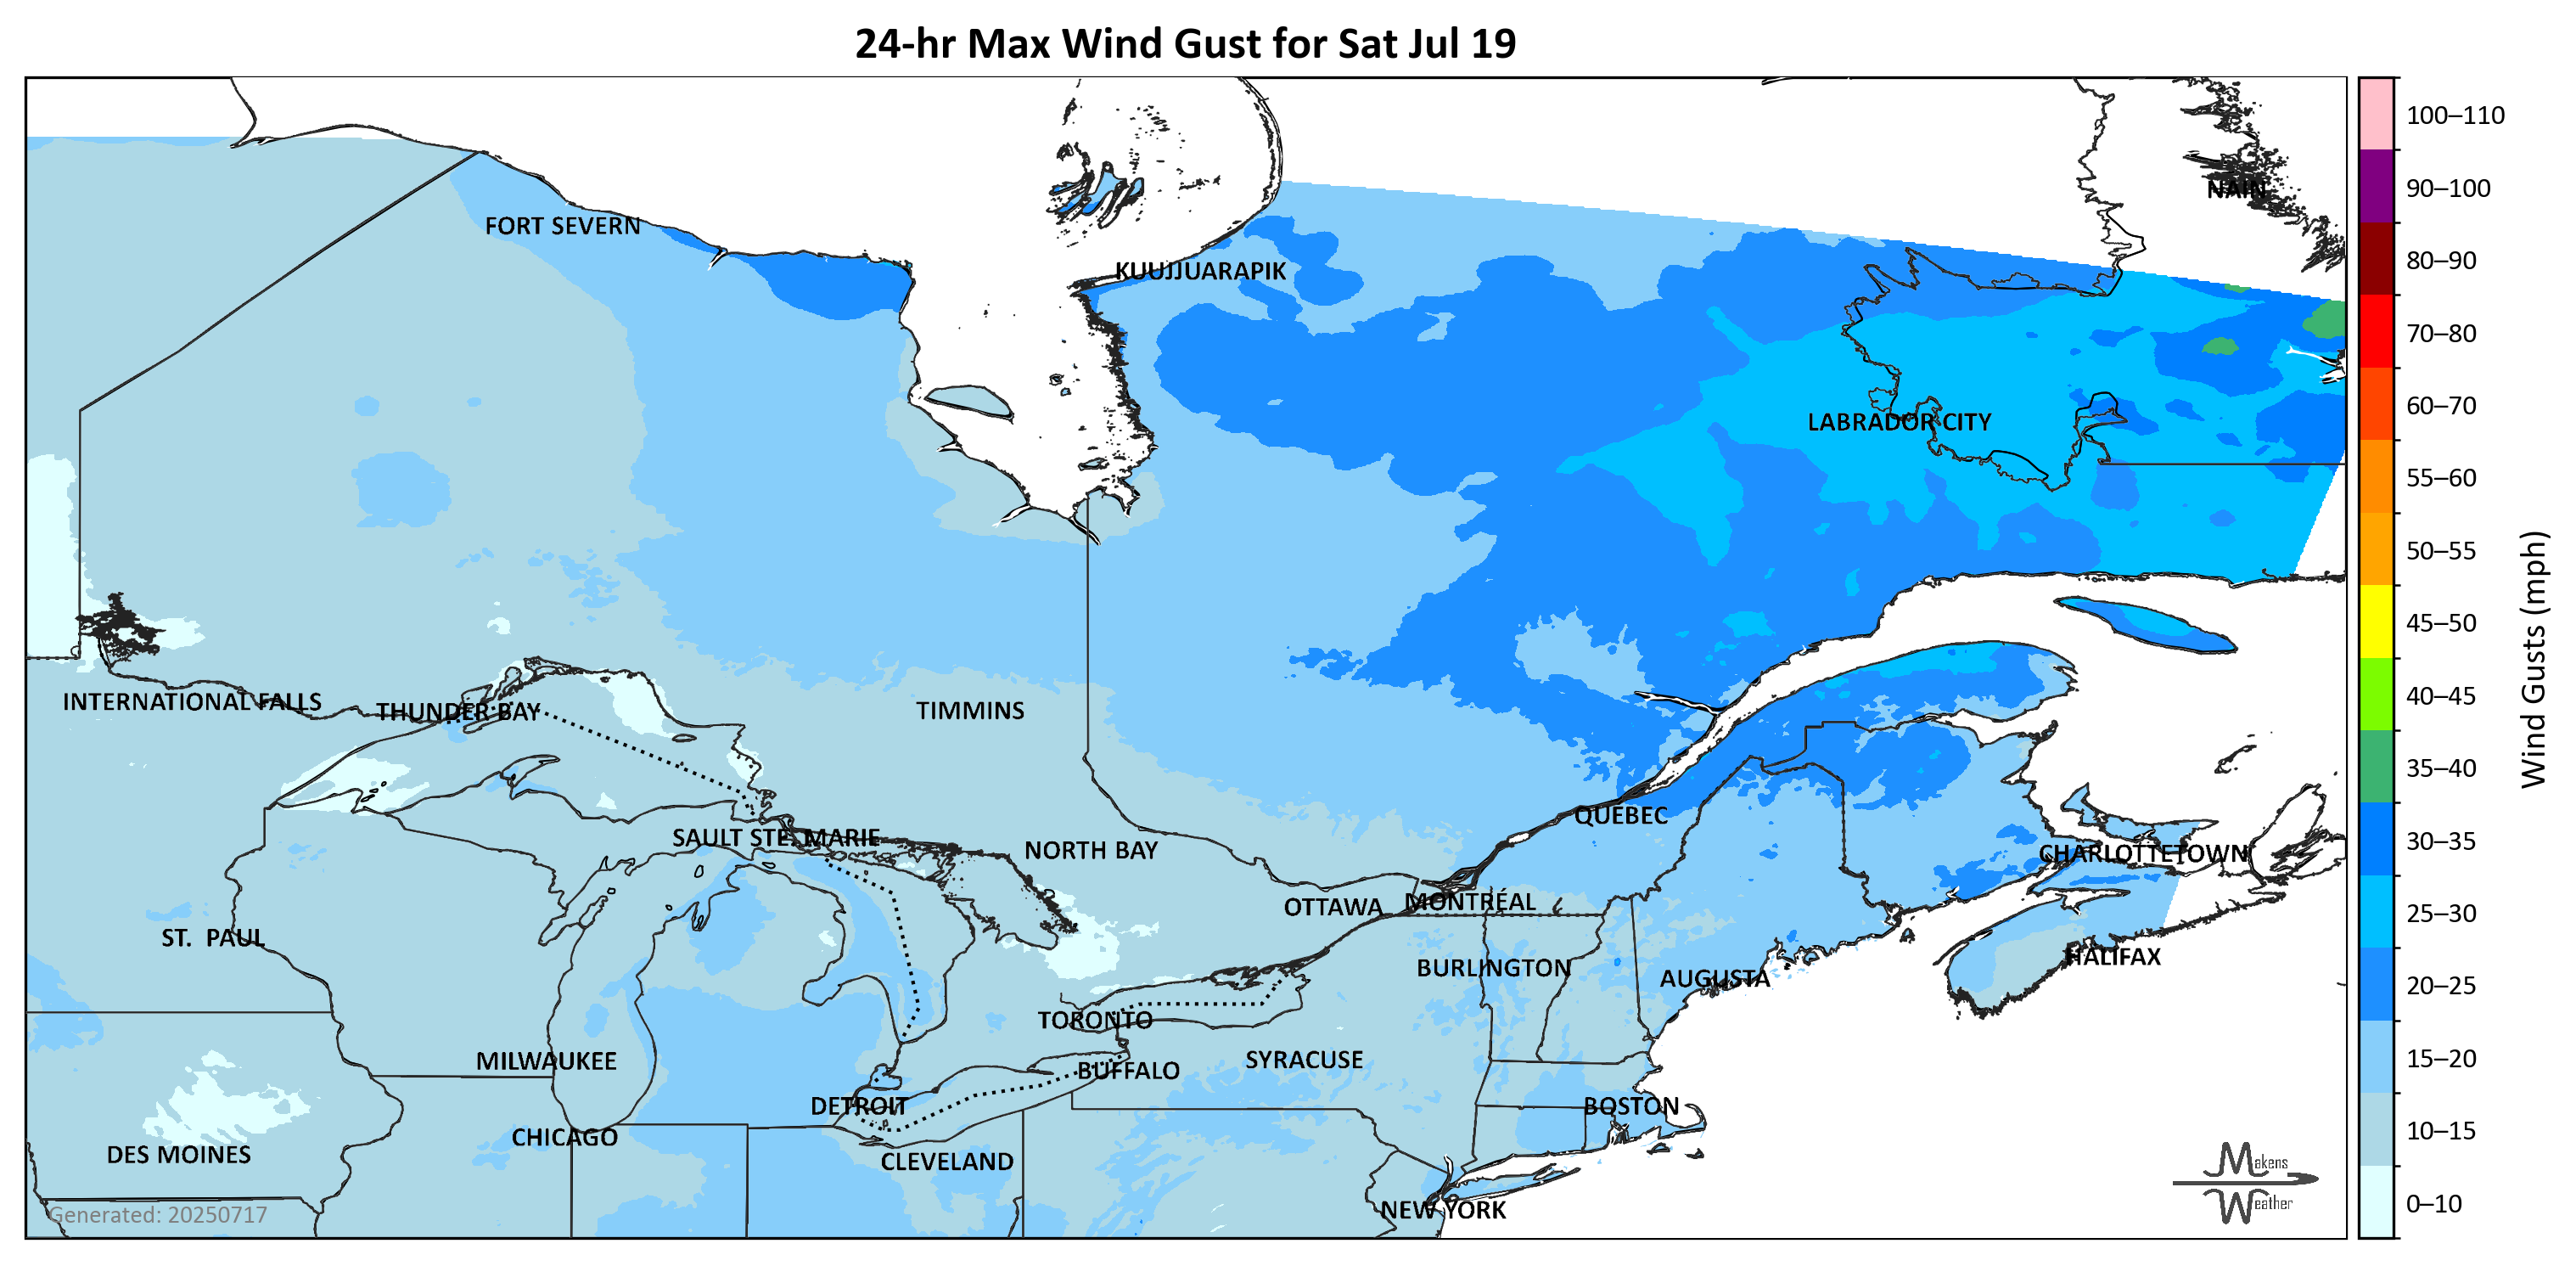 24-hr Max Wind Gust for Sat Jul 19
100–110
NAIN
90–100
FORT SEVERN
KUUJJUARAPIK
80–90
70–80
60–70
LABRADOR CITY
55–60
50–55
45–50
Wind Gusts (mph)
INTERNATIONAL FALLS
THUNDER BAY
TIMMINS
40–45
35–40
QUÉBEC
SAULT STE. MARIE
NORTH BAY
CHARLOTTETOWN
30–35
OTTAWA
MONTRÉAL
25–30
ST. PAUL
BURLINGTON
AUGUSTA
HALIFAX
20–25
TORONTO
MILWAUKEE
BUFFALO
SYRACUSE
15–20
DETROIT
BOSTON
CHICAGO
10–15
DES MOINES
CLEVELAND
Makens
Weather
NEW YORK
0–10
Generated: 20250717